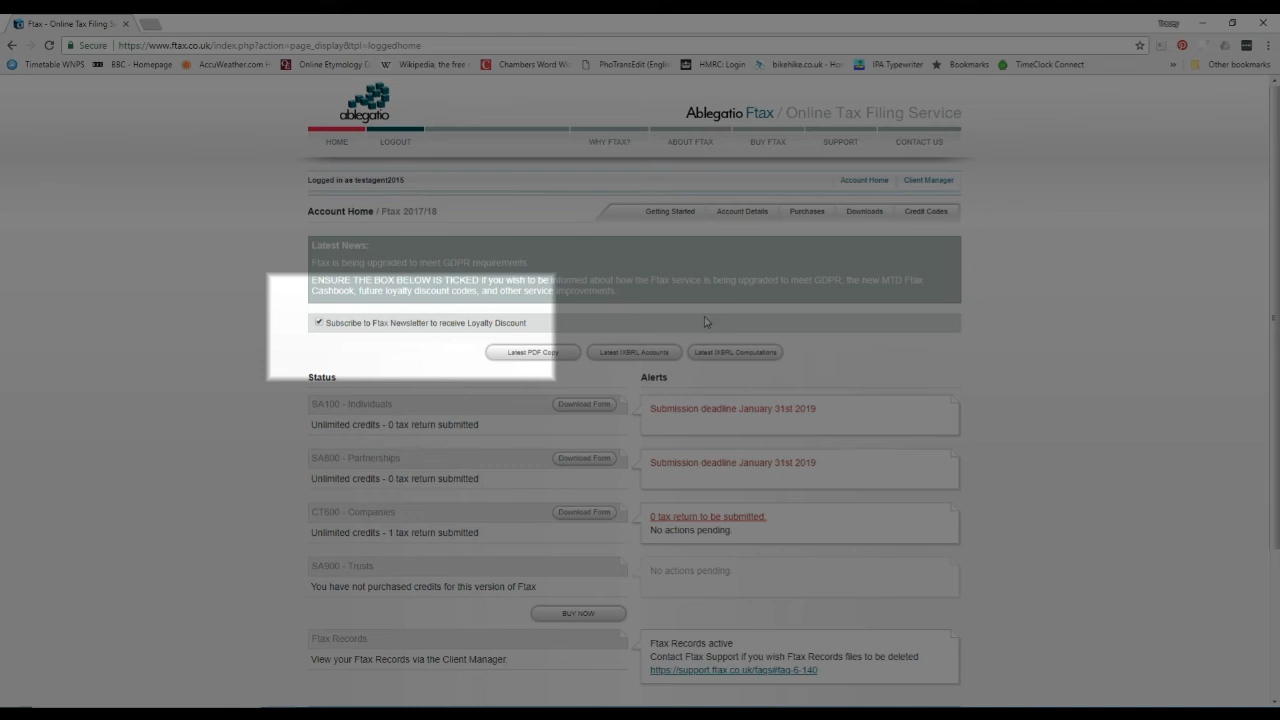 Ftax - Online Tax Filing S
Secure https://www.ftax.co.uk/index.php?action=page_display&tpl=loggedhome
Timetable WNPS BBC - Homepage AccuWeather.com Online Etymology D Wikipedia, the free Chambers Word Wi PhoTransEdit (Engli HMRC: Login bikehike.co.uk - Ho IPA Typewriter Bookmarks TimeClock Connect » Other bookmarks
ablegatio
Ablegatio Ftax / Online Tax Filing Service
HOME LOGOUT WHY FTAX? ABOUT FTAX BUY FTAX SUPPORT CONTACT US
Logged in as testagent2015 Account Home Client Manager
Account Home / Ftax 2017/18 Getting Started Account Details Purchases Downloads Credit Codes
Latest News:
Ftax is being upgraded to meet GDPR requirements.
ENSURE THE BOX BELOW IS TICKED if you wish to be informed about how the Ftax service is being upgraded to meet GDPR, the new MTD Ftax
Cashbook, future loyalty discount codes, and other service improvements.
Subscribe to Ftax Newsletter to receive Loyalty Discount
Latest PDF Copy Latest IXBRL Accounts Latest IXBRL Computations
Status Alerts
SA100 - Individuals Download Form
Submission deadline January 31st 2019
Unlimited credits - 0 tax return submitted
SA800 - Partnerships Download Form
Submission deadline January 31st 2019
Unlimited credits - 0 tax return submitted
CT600 - Companies Download Form
0 tax return to be submitted.
No actions pending.
Unlimited credits - 1 tax return submitted
SA900 - Trusts
No actions pending.
You have not purchased credits for this version of Ftax
BUY NOW
Ftax Records
Ftax Records active
View your Ftax Records via the Client Manager.
Contact Ftax Support if you wish Ftax Records files to be deleted
https://support.ftax.co.uk/faqs#faq-6-140